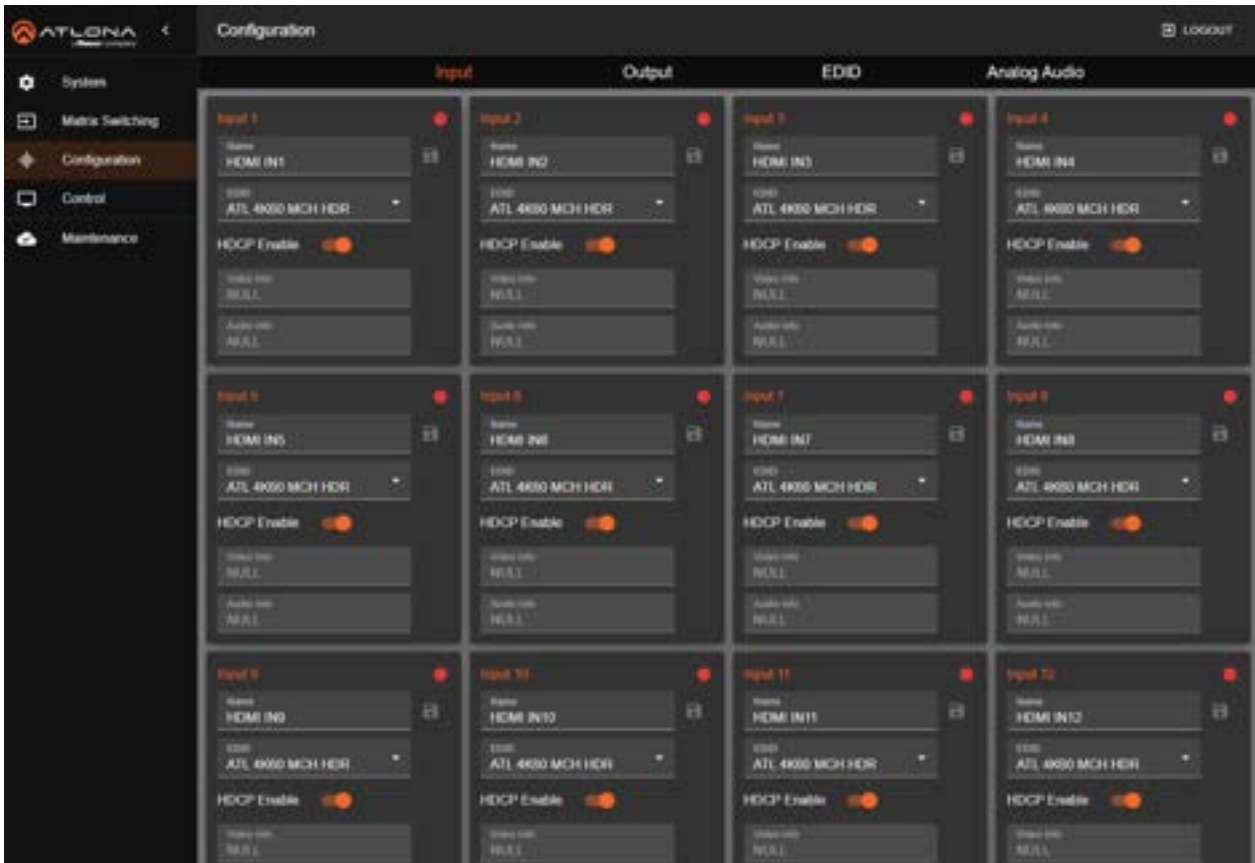 ATLONA
Configuration
LOGOUT
System
Matrix Switching
Configuration
Control
Maintenance
Input Output EDID Analog Audio
Input 1 Input 2 Input 3 Input 4
Name Name Name Name
HDMI IN1 HDMI IN2 HDMI IN3 HDMI IN4
EDID EDID EDID EDID
ATL 4K60 MCH HDR ATL 4K60 MCH HDR ATL 4K60 MCH HDR ATL 4K60 MCH HDR
HDCP Enable HDCP Enable HDCP Enable HDCP Enable
Video Info Video Info Video Info Video Info
NULL NULL NULL NULL
Audio Info Audio Info Audio Info Audio Info
NULL NULL NULL NULL
Input 5 Input 6 Input 7 Input 8
Name Name Name Name
HDMI IN5 HDMI IN6 HDMI IN7 HDMI IN8
EDID EDID EDID EDID
ATL 4K60 MCH HDR ATL 4K60 MCH HDR ATL 4K60 MCH HDR ATL 4K60 MCH HDR
HDCP Enable HDCP Enable HDCP Enable HDCP Enable
Video Info Video Info Video Info Video Info
NULL NULL NULL NULL
Audio Info Audio Info Audio Info Audio Info
NULL NULL NULL NULL
Input 9 Input 10 Input 11 Input 12
Name Name Name Name
HDMI IN9 HDMI IN10 HDMI IN11 HDMI IN12
EDID EDID EDID EDID
ATL 4K60 MCH HDR ATL 4K60 MCH HDR ATL 4K60 MCH HDR ATL 4K60 MCH HDR
HDCP Enable HDCP Enable HDCP Enable HDCP Enable
Video Info Video Info Video Info Video Info
NULL NULL NULL NULL